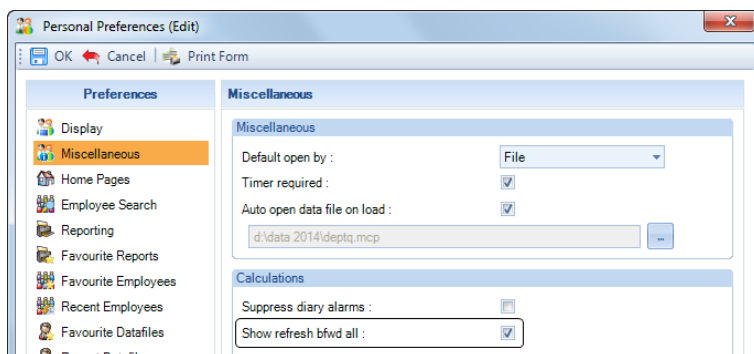 Personal Preferences (Edit)
OK Cancel Print Form
Preferences
Display
Miscellaneous
Home Pages
Employee Search
Reporting
Favourite Reports
Favourite Employees
Recent Employees
Favourite Datafiles
Miscellaneous
Miscellaneous
Default open by : File
Timer required :
Auto open data file on load :
d:\data 2014\deptq.mcp
...
Calculations
Suppress diary alarms :
Show refresh bfwd all :